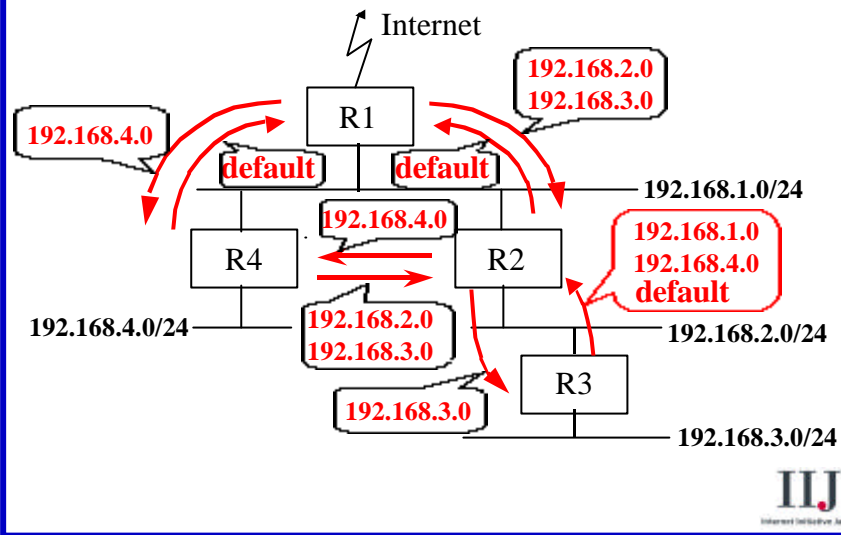 Internet
192.168.2.0
192.168.3.0
R1
192.168.4.0
default
default
192.168.1.0/24
192.168.4.0
192.168.1.0
192.168.4.0
default
R4
R2
192.168.4.0/24
192.168.2.0
192.168.3.0
192.168.2.0/24
R3
192.168.3.0
192.168.3.0/24
IIJ
Internet Initiative Ja